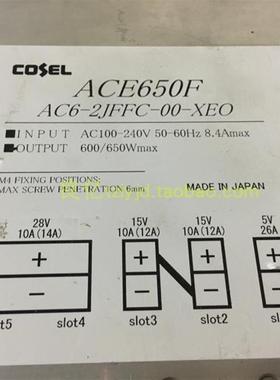 COSEL
ACE650F
AC6-2JFFC-00-XEO
■INPUT AC100-240V 50-60Hz 8.4Amax
■OUTPUT 600/650Wmax
M4 FIXING POSITIONS:
MAX SCREW PENETRATION 6mm
MADE IN JAPAN
28V 15V 15V 5V
10A(14A) 10A(12A) 10A(12A) 26A
+ + + +
− − − −
ot5 slot4 slot3 slot2 slot